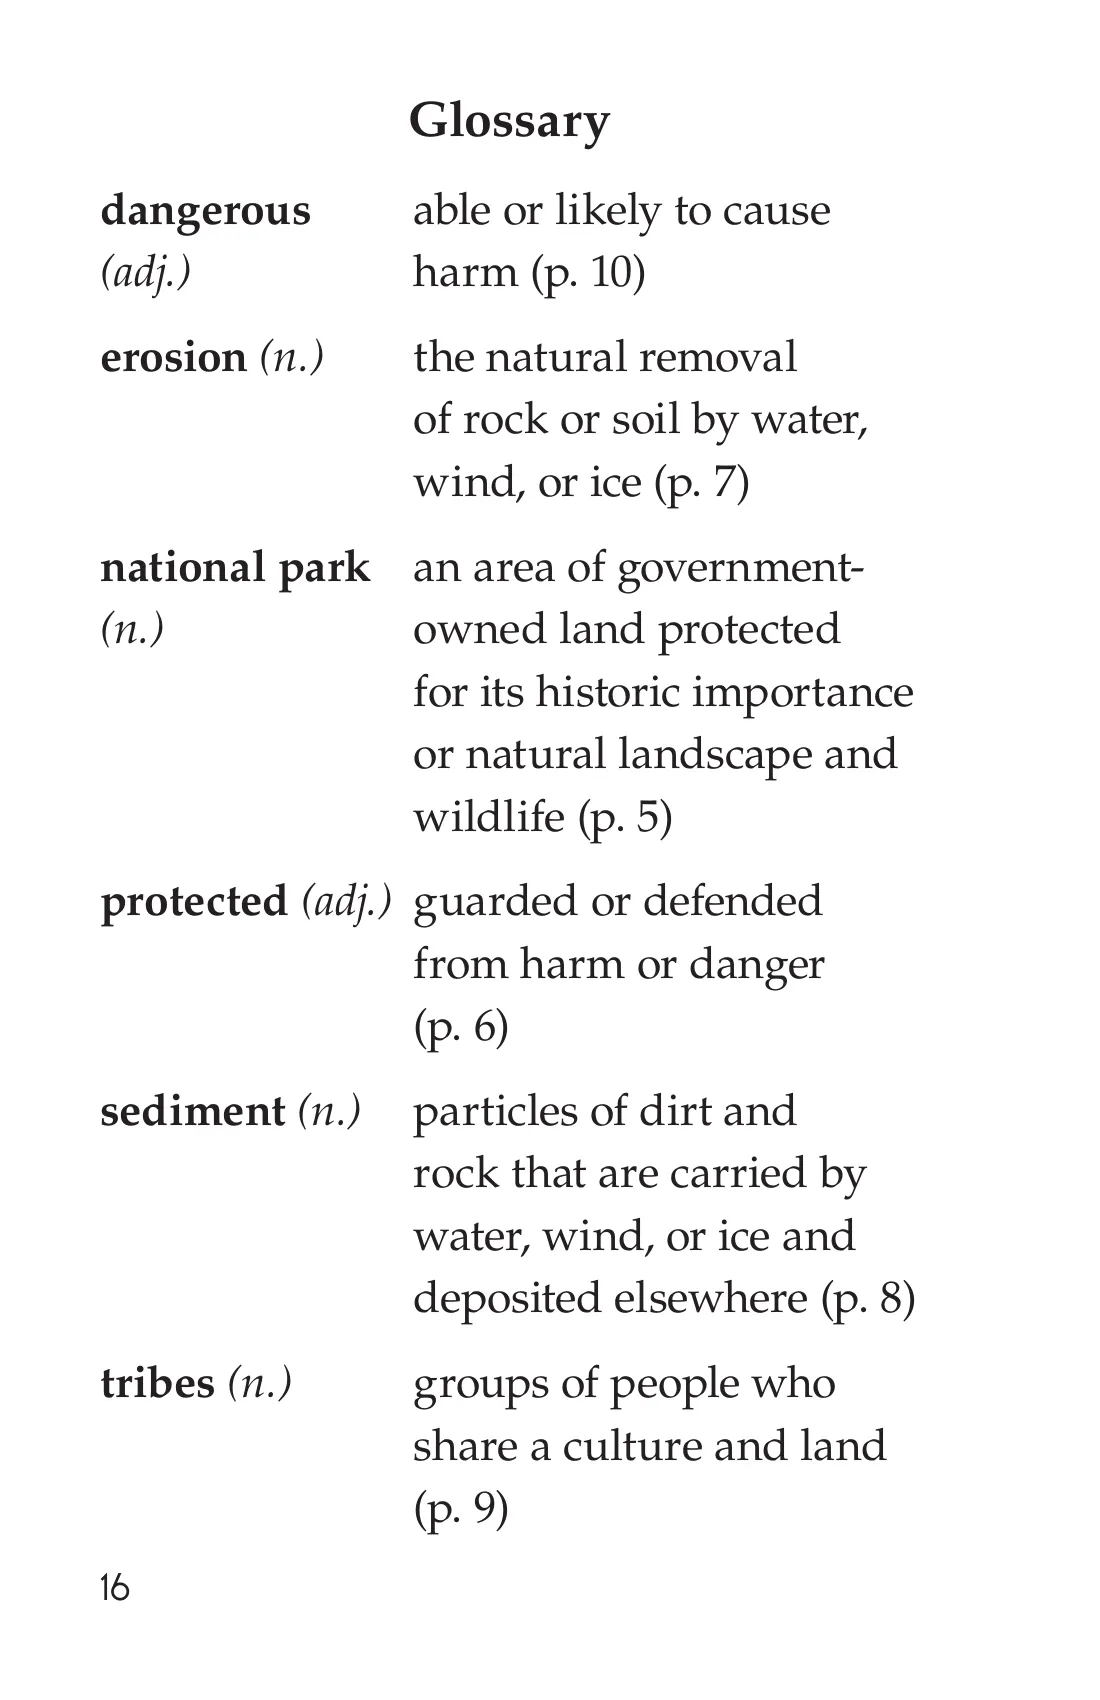 Glossary
dangerous able or likely to cause
(adj.) harm (p. 10)
erosion (n.) the natural removal
of rock or soil by water,
wind, or ice (p. 7)
national park an area of government-
(n.) owned land protected
for its historic importance
or natural landscape and
wildlife (p. 5)
protected (adj.) guarded or defended
from harm or danger
(p. 6)
sediment (n.) particles of dirt and
rock that are carried by
water, wind, or ice and
deposited elsewhere (p. 8)
tribes (n.) groups of people who
share a culture and land
(p. 9)
16